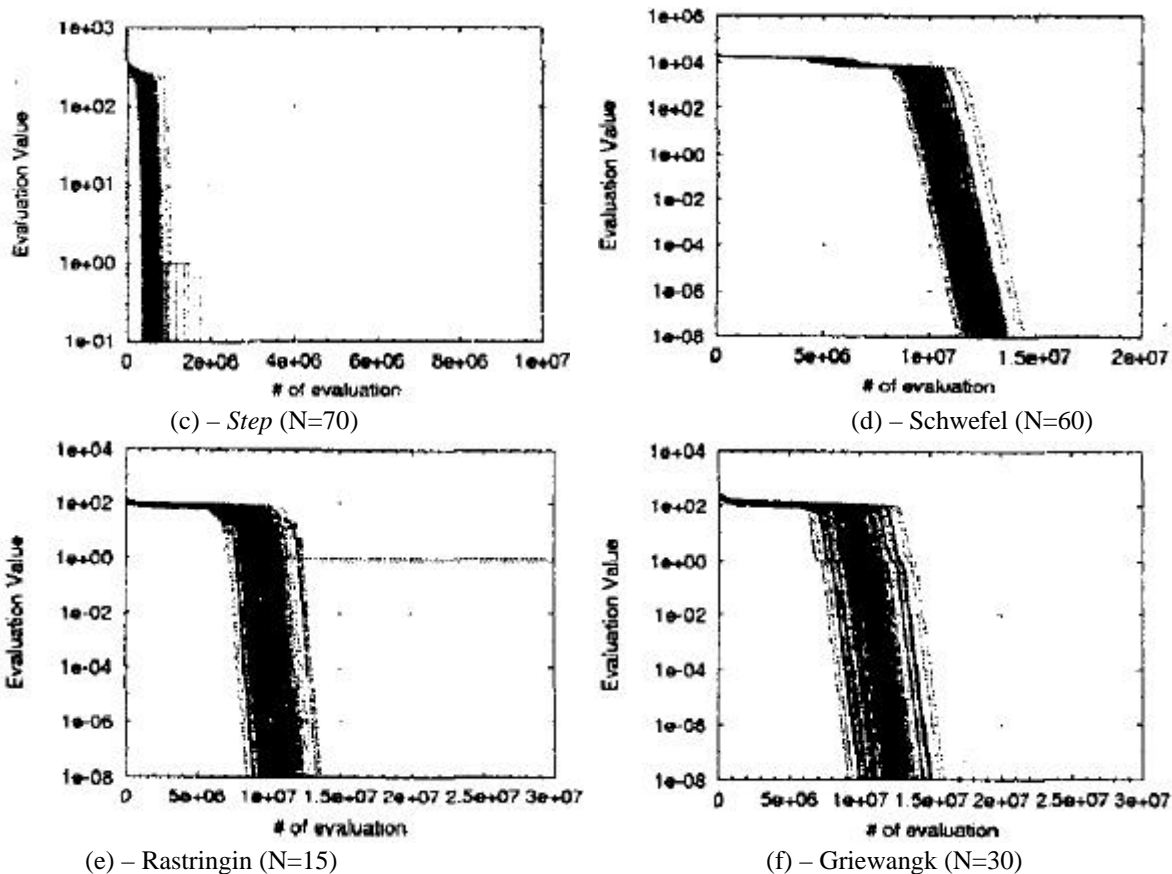 1e+03
1e+02
1e+01
1e+00
1e-01
Evaluation Value
0 2e+06 4e+06 6e+06 8e+06 1e+07
# of evaluation
(c) – Step (N=70)
1e+06
1e+04
1e+02
1e+00
1e-02
1e-04
1e-06
1e-08
Evaluation Value
0 5e+06 1e+07 1.5e+07 2e+07
# of evaluation
(d) – Schwefel (N=60)
1e+04
1e+02
1e+00
1e-02
1e-04
1e-06
1e-08
Evaluation Value
0 5e+06 1e+07 1.5e+07 2e+07 2.5e+07 3e+07
# of evaluation
(e) – Rastringin (N=15)
1e+04
1e+02
1e+00
1e-02
1e-04
1e-06
1e-08
Evaluation Value
0 5e+06 1e+07 1.5e+07 2e+07 2.5e+07 3e+07
# of evaluation
(f) – Griewangk (N=30)